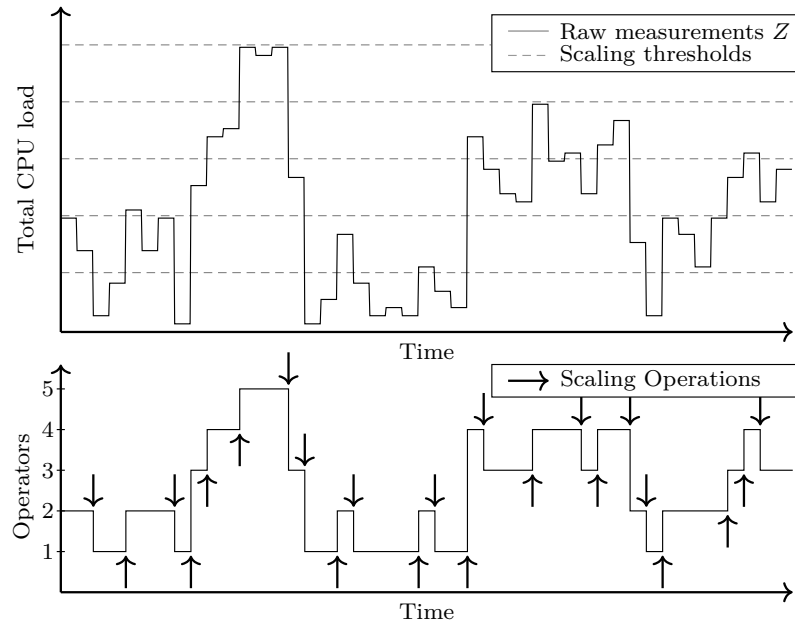 Raw measurements Z
Scaling thresholds
Total CPU load
Time
Scaling Operations
Operators
5
4
3
2
1
Time